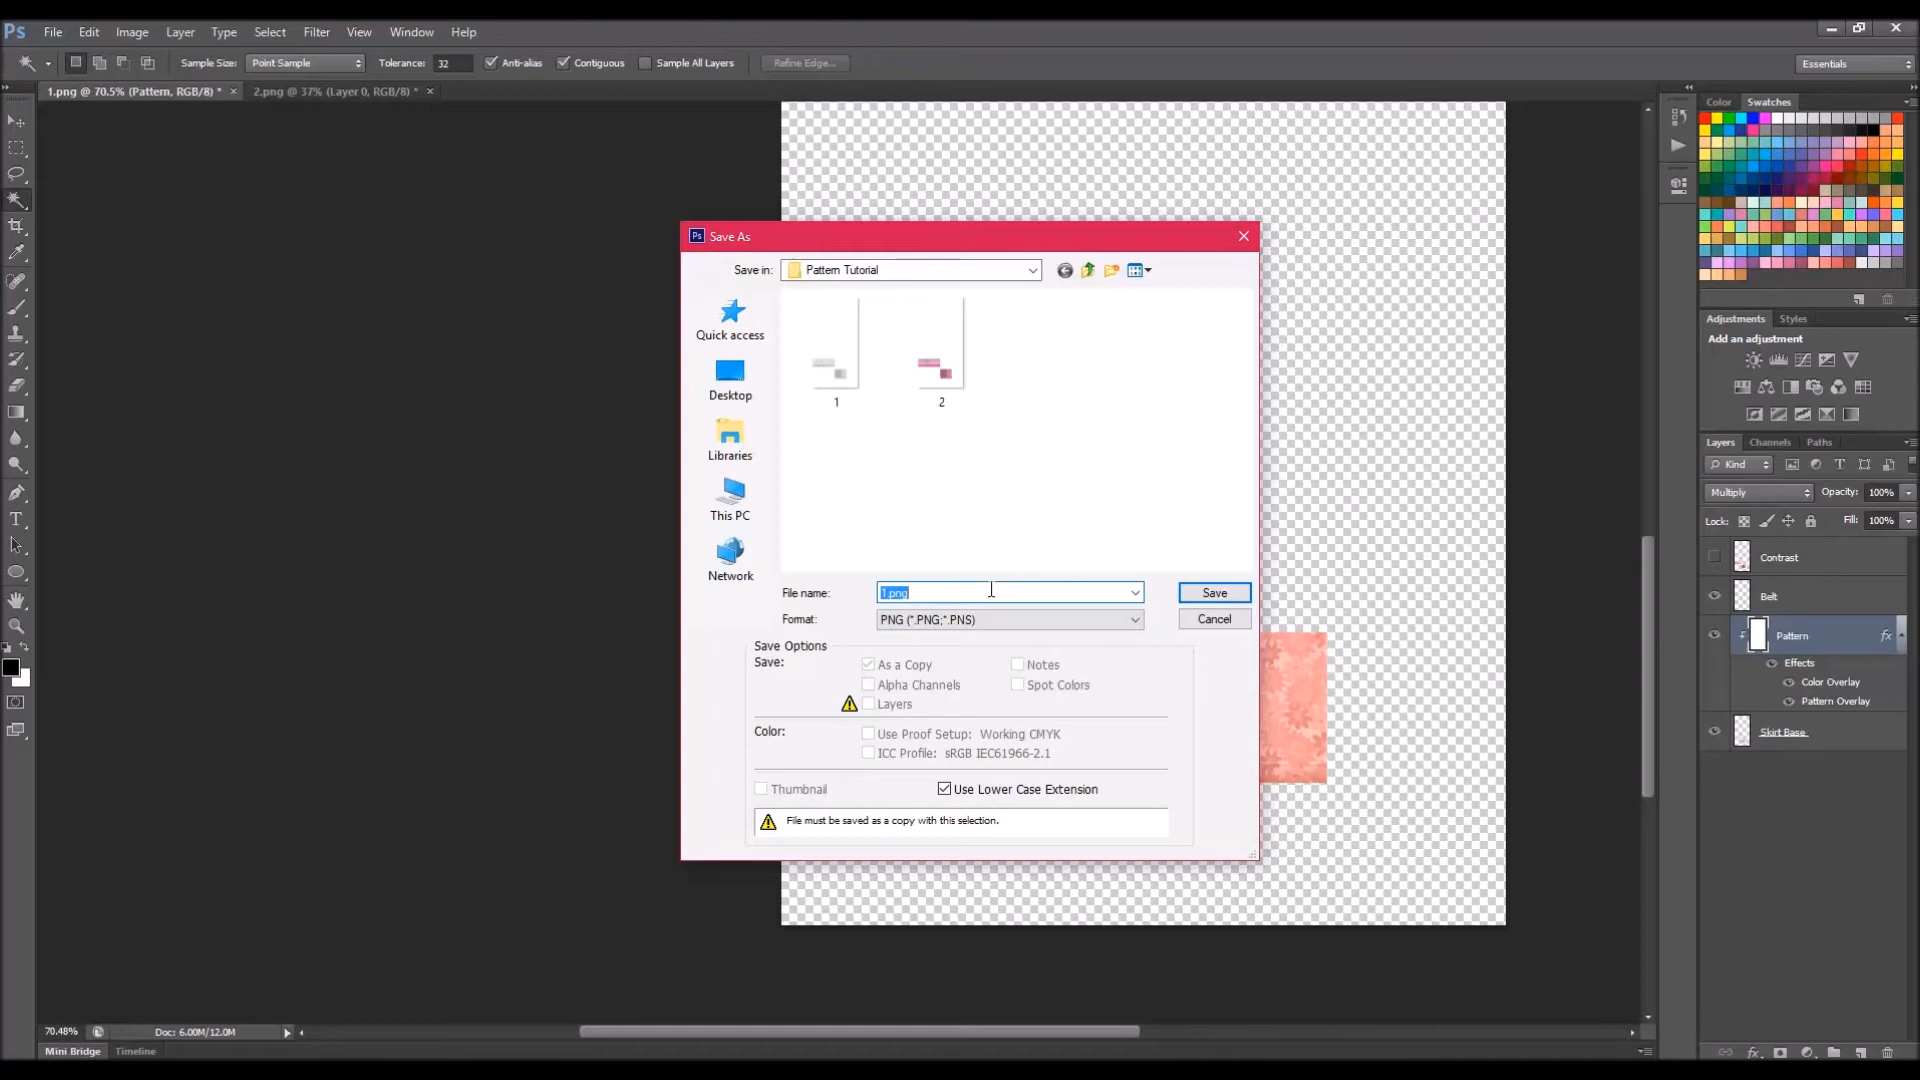 Ps File Edit Image Layer Type Select Filter View Window Help
Sample Size: Point Sample Tolerance: 32 Anti-alias Contiguous Sample All Layers Refine Edge... Essentials
1.png @ 70.5% (Pattern, RGB/8) * × 2.png @ 37% (Layer 0, RGB/8) * ×
Color Swatches
Ps Save As
Save in: Pattern Tutorial
Quick access
Desktop
Libraries
This PC
Network
1 2
File name: 1.png Save
Format: PNG (*.PNG;*.PNS) Cancel
Save Options
Save: As a Copy Notes
Alpha Channels Spot Colors
Layers
Color: Use Proof Setup: Working CMYK
ICC Profile: sRGB IEC61966-2.1
Thumbnail Use Lower Case Extension
File must be saved as a copy with this selection.
Adjustments Styles
Add an adjustment
Layers Channels Paths
Kind T
Multiply Opacity: 100%
Lock: Fill: 100%
Contrast
Belt
Pattern fx
Effects
Color Overlay
Pattern Overlay
Skirt Base
70.48% Doc: 6.00M/12.0M
Mini Bridge Timeline